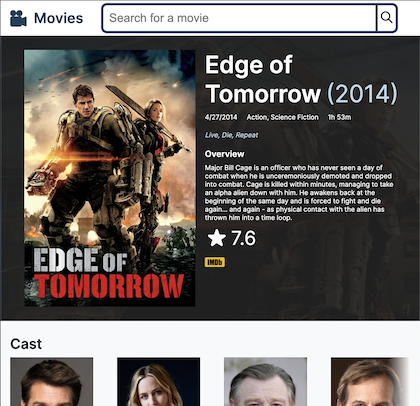 Movies
Search for a movie
Edge of
Tomorrow (2014)
4/27/2014 Action, Science Fiction 1h 53m
Live, Die, Repeat
Overview
Major Bill Cage is an officer who has never seen a day of
combat when he is unceremoniously demoted and dropped
into combat. Cage is killed within minutes, managing to take
an alpha alien down with him. He awakens back at the
beginning of the same day and is forced to fight and die
again... and again - as physical contact with the alien has
thrown him into a time loop.
7.6
IMDb
EDGE OF
TOMORROW
Cast